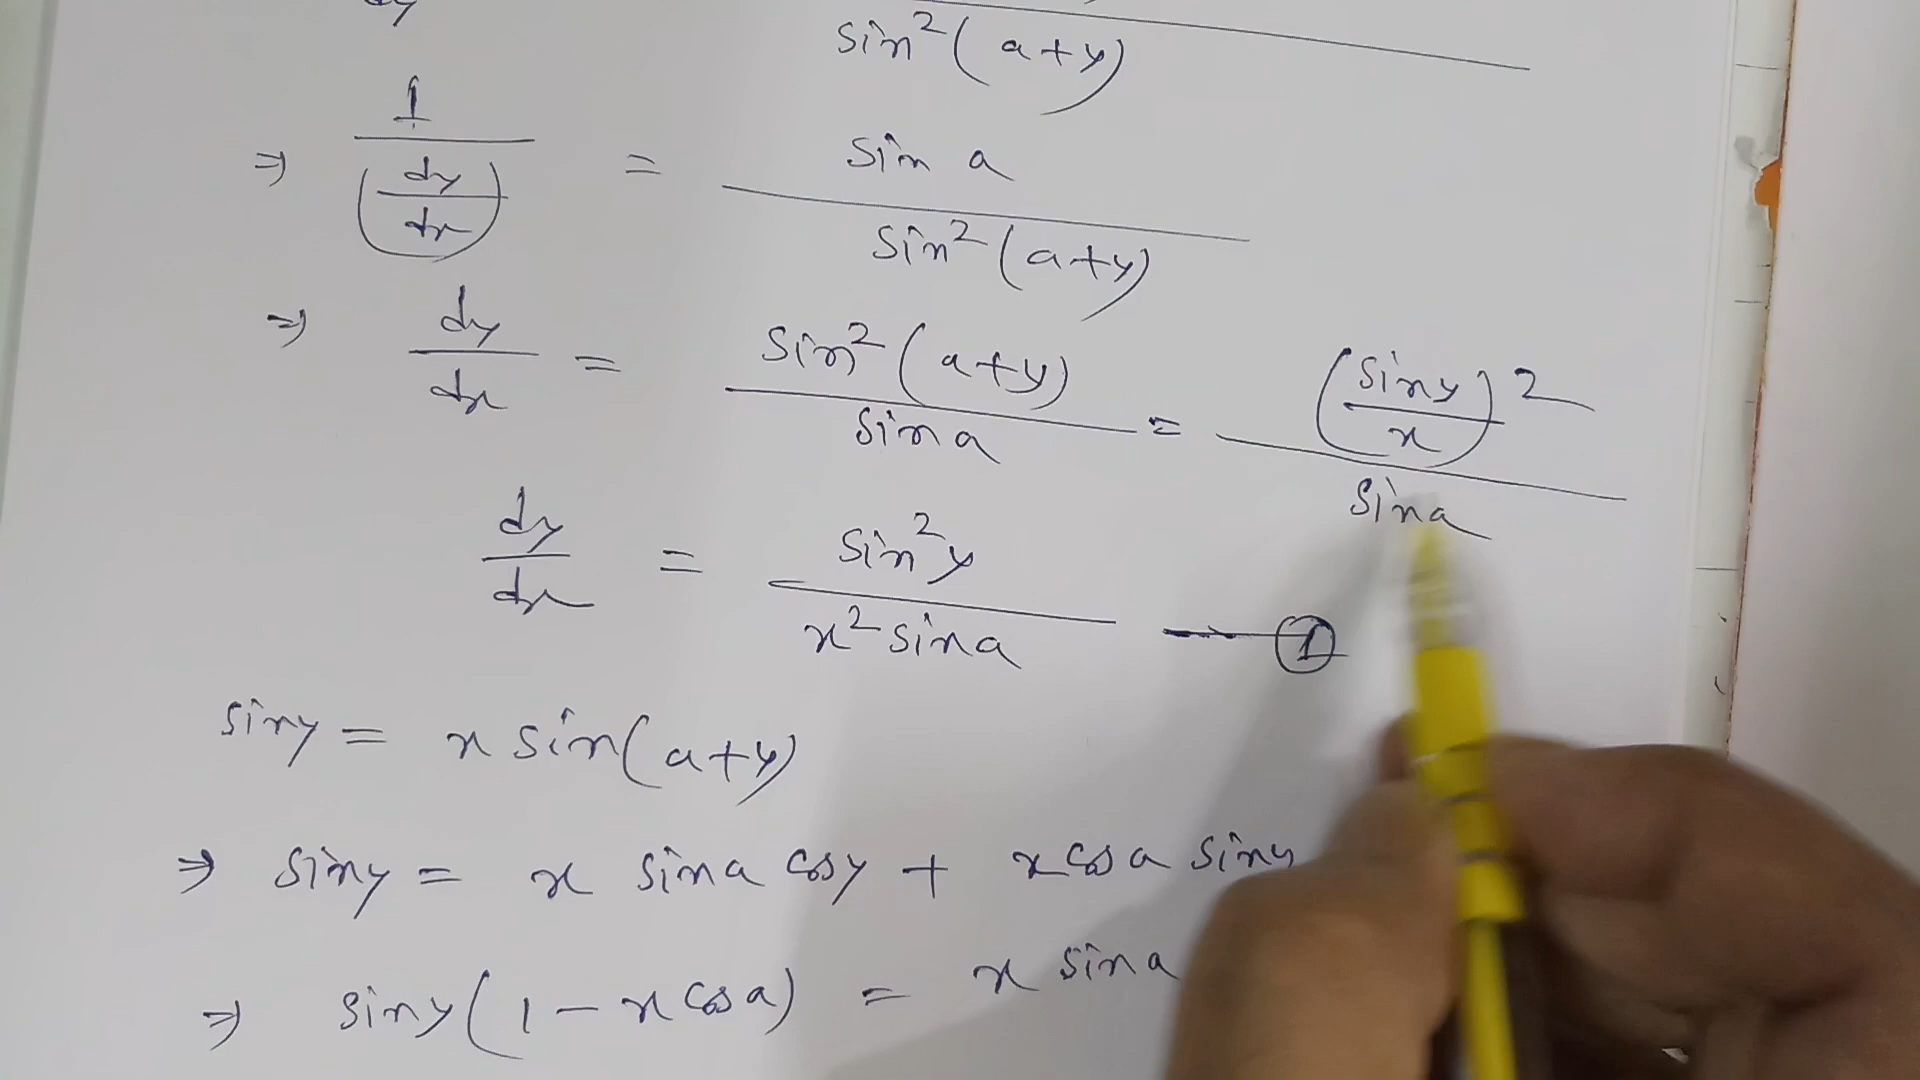 sin²(a+y)
⇒ 1/(dy/dx) = sin a / sin²(a+y)
⇒ dy/dx = sin²(a+y) / sin a = (sin y / x)² / sin a
dy/dx = sin²y / x² sin a — ①
sin y = x sin(a+y)
⇒ sin y = x sin a cos y + x cos a sin y
⇒ sin y (1 - x cos a) = x sin a